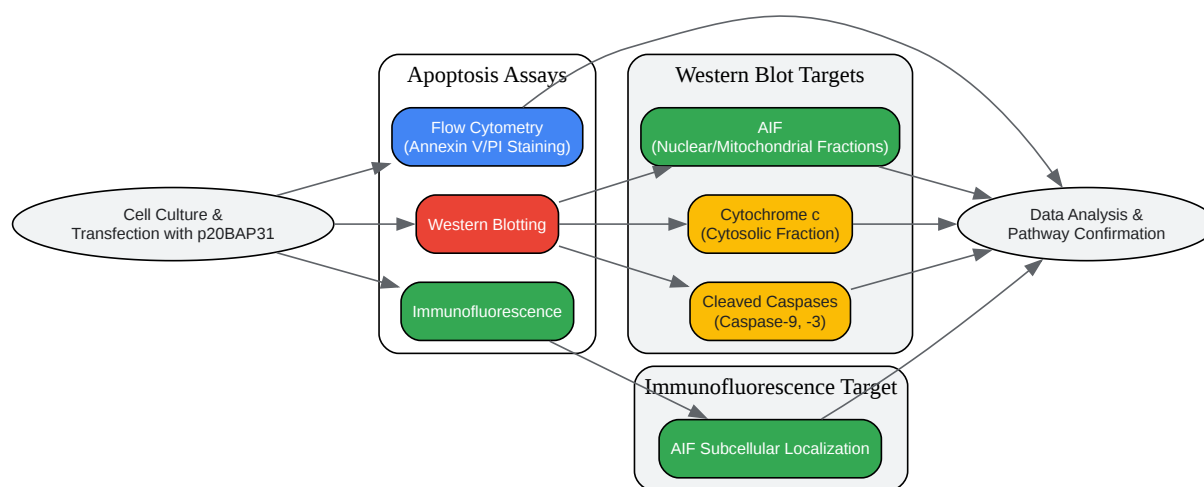 Apoptosis Assays
Western Blot Targets
Flow Cytometry
(Annexin V/PI Staining)
AIF
(Nuclear/Mitochondrial Fractions)
Cell Culture &
Transfection with p20BAP31
Western Blotting
Cytochrome c
(Cytosolic Fraction)
Data Analysis &
Pathway Confirmation
Immunofluorescence
Cleaved Caspases
(Caspase-9, -3)
Immunofluorescence Target
AIF Subcellular Localization